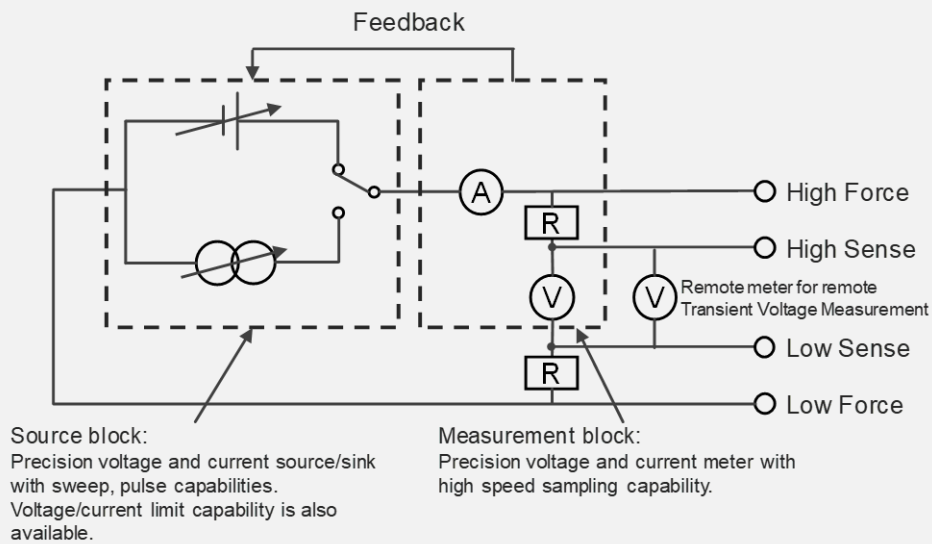 Feedback
A
High Force
R
High Sense
V
V
Remote meter for remote
Transient Voltage Measurement
Low Sense
R
Low Force
Source block:
Precision voltage and current source/sink
with sweep, pulse capabilities.
Voltage/current limit capability is also
available.
Measurement block:
Precision voltage and current meter with
high speed sampling capability.